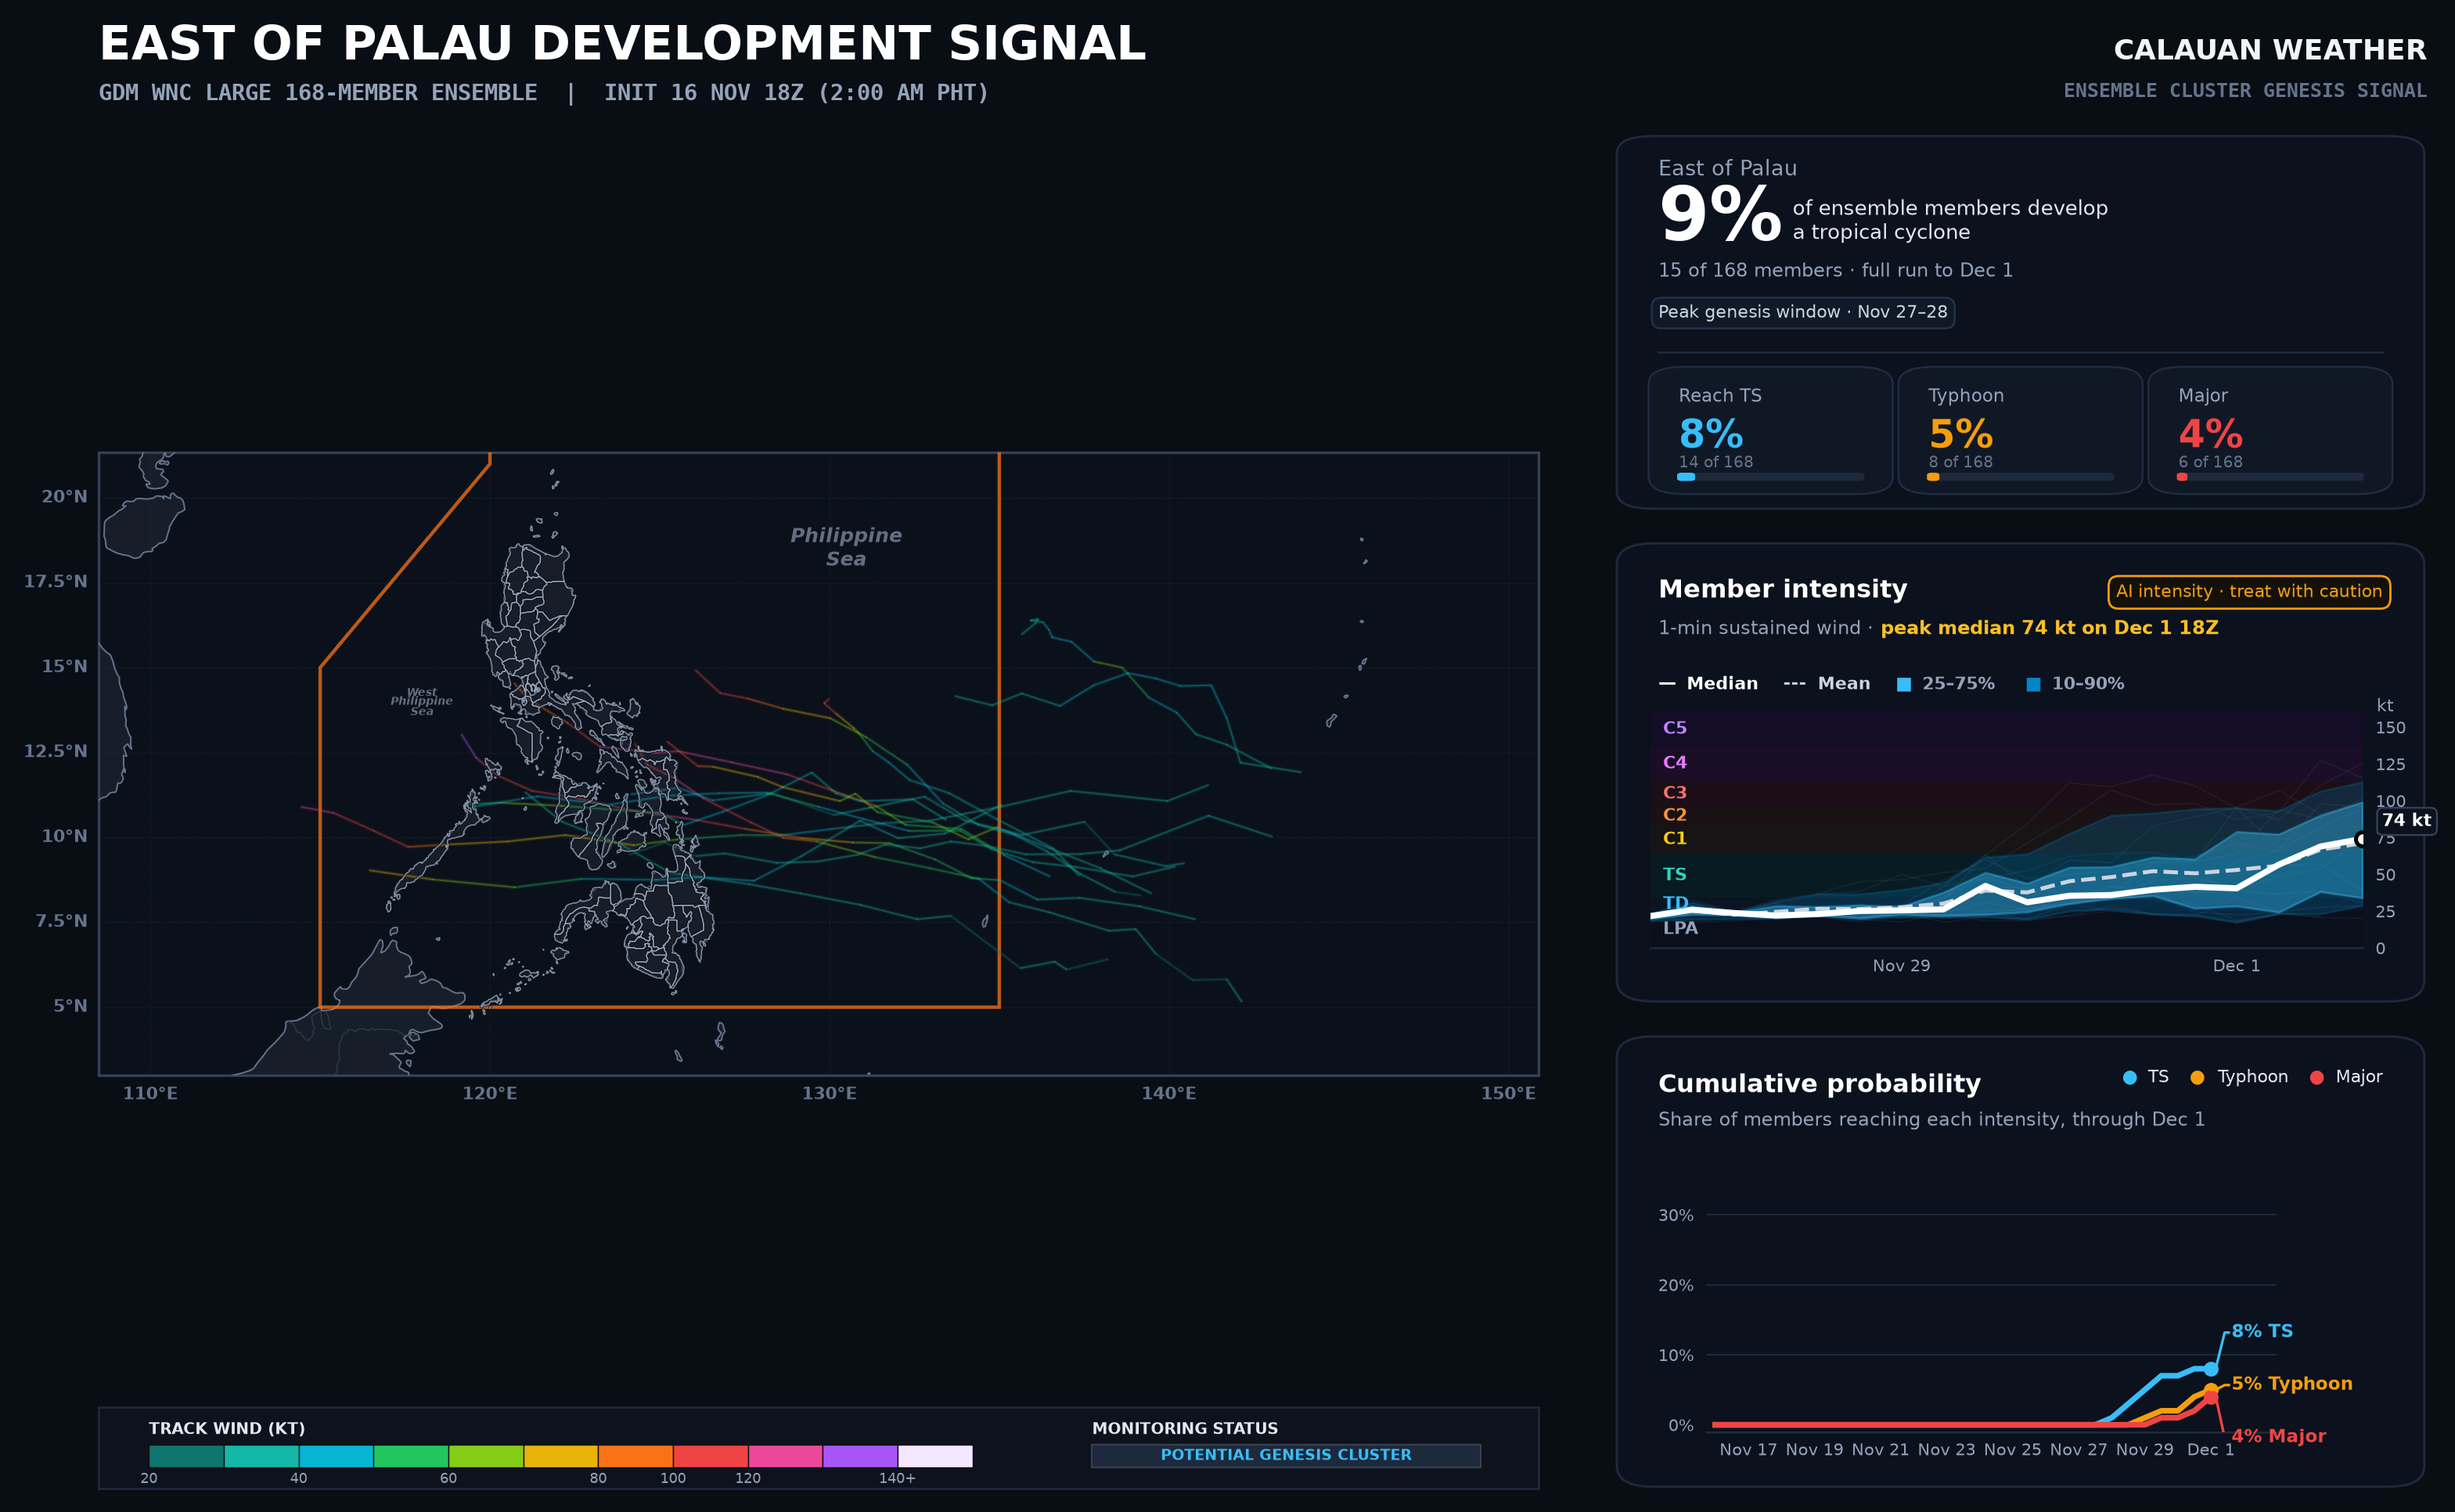 EAST OF PALAU DEVELOPMENT SIGNAL
GDM WNC LARGE 168-MEMBER ENSEMBLE | INIT 16 NOV 18Z (2:00 AM PHT)
CALAUAN WEATHER
ENSEMBLE CLUSTER GENESIS SIGNAL
East of Palau
9% of ensemble members develop
a tropical cyclone
15 of 168 members · full run to Dec 1
Peak genesis window · Nov 27–28
Reach TS
8%
14 of 168
Typhoon
5%
8 of 168
Major
4%
6 of 168
20°N
17.5°N
15°N
12.5°N
10°N
7.5°N
5°N
110°E
120°E
130°E
140°E
150°E
Philippine
Sea
West
Philippine
Sea
Member intensity
AI intensity · treat with caution
1-min sustained wind · peak median 74 kt on Dec 1 18Z
Median
Mean
25–75%
10–90%
kt
C5
C4
C3
C2
C1
TS
TD
LPA
150
125
100
75
50
25
0
74 kt
Nov 29
Dec 1
Cumulative probability
TS
Typhoon
Major
Share of members reaching each intensity, through Dec 1
30%
20%
10%
0%
8% TS
5% Typhoon
4% Major
Nov 17 Nov 19 Nov 21 Nov 23 Nov 25 Nov 27 Nov 29 Dec 1
TRACK WIND (KT)
20 40 60 80 100 120 140+
MONITORING STATUS
POTENTIAL GENESIS CLUSTER